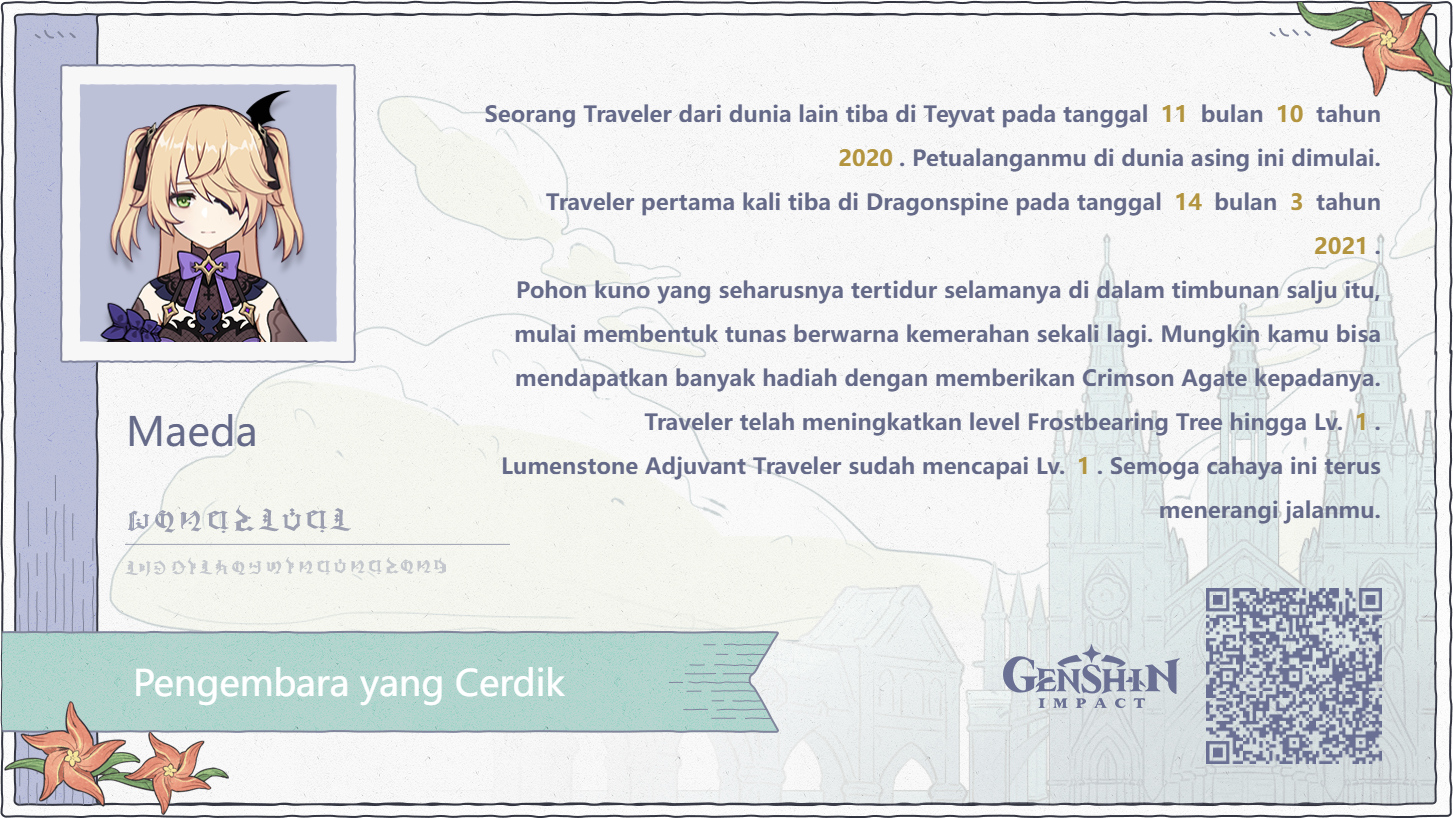 Seorang Traveler dari dunia lain tiba di Teyvat pada tanggal 11 bulan 10 tahun
2020 . Petualanganmu di dunia asing ini dimulai.
Traveler pertama kali tiba di Dragonspine pada tanggal 14 bulan 3 tahun
2021 .
Pohon kuno yang seharusnya tertidur selamanya di dalam timbunan salju itu,
mulai membentuk tunas berwarna kemerahan sekali lagi. Mungkin kamu bisa
mendapatkan banyak hadiah dengan memberikan Crimson Agate kepadanya.
Traveler telah meningkatkan level Frostbearing Tree hingga Lv. 1 .
Lumenstone Adjuvant Traveler sudah mencapai Lv. 1 . Semoga cahaya ini terus
menerangi jalanmu.
Maeda
Pengembara yang Cerdik
GENSHIN
IMPACT